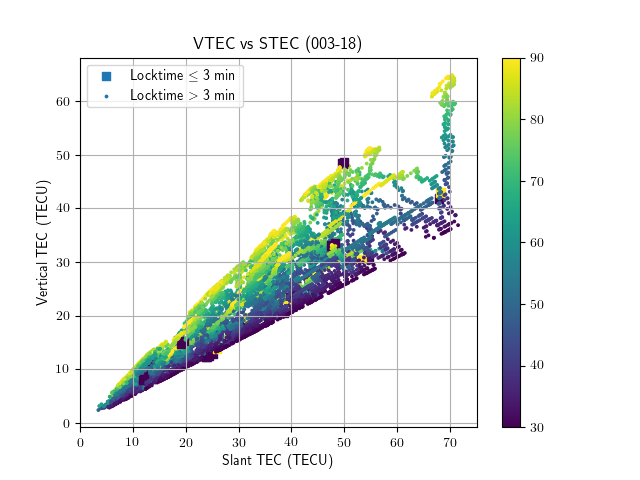 VTEC vs STEC (003-18)
Locktime ≤ 3 min
Locktime > 3 min
Vertical TEC (TECU)
60
50
40
30
20
10
0
0 10 20 30 40 50 60 70
Slant TEC (TECU)
90
80
70
60
50
40
30